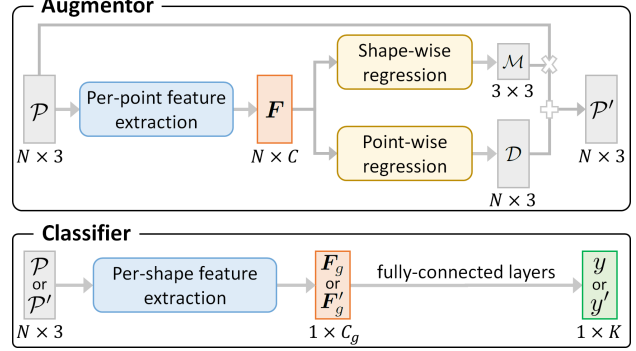 Augmentor
𝒫
N × 3
Per-point feature
extraction
F
N × C
Shape-wise
regression
ℳ
3 × 3
Point-wise
regression
𝒟
N × 3
𝒫′
N × 3
Classifier
𝒫
or
𝒫′
N × 3
Per-shape feature
extraction
F_g
or
F′_g
1 × C_g
fully-connected layers
y
or
y′
1 × K